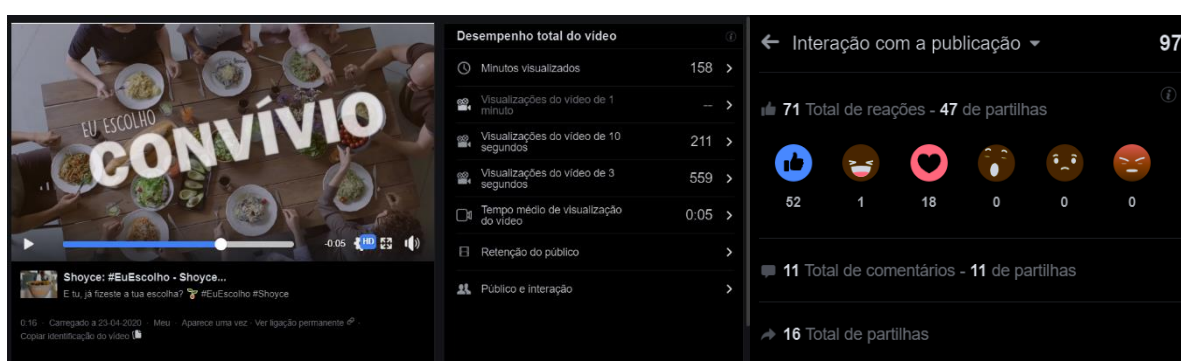 EU ESCOLHO
CONVÍVIO
-0:05 HD
Shoyce: #EuEscolho - Shoyce...
E tu, já fizeste a tua escolha? #EuEscolho #Shoyce
0:16 · Carregado a 23-04-2020 · Meu · Aparece uma vez · Ver ligação permanente ·
Copiar identificação do vídeo
Desempenho total do vídeo
Minutos visualizados 158
Visualizações do vídeo de 1
minuto –
Visualizações do vídeo de 10
segundos 211
Visualizações do vídeo de 3
segundos 559
Tempo médio de visualização
do vídeo 0:05
Retenção do público
Público e interação
Interação com a publicação 97
71 Total de reações - 47 de partilhas
52 1 18 0 0 0
11 Total de comentários - 11 de partilhas
16 Total de partilhas